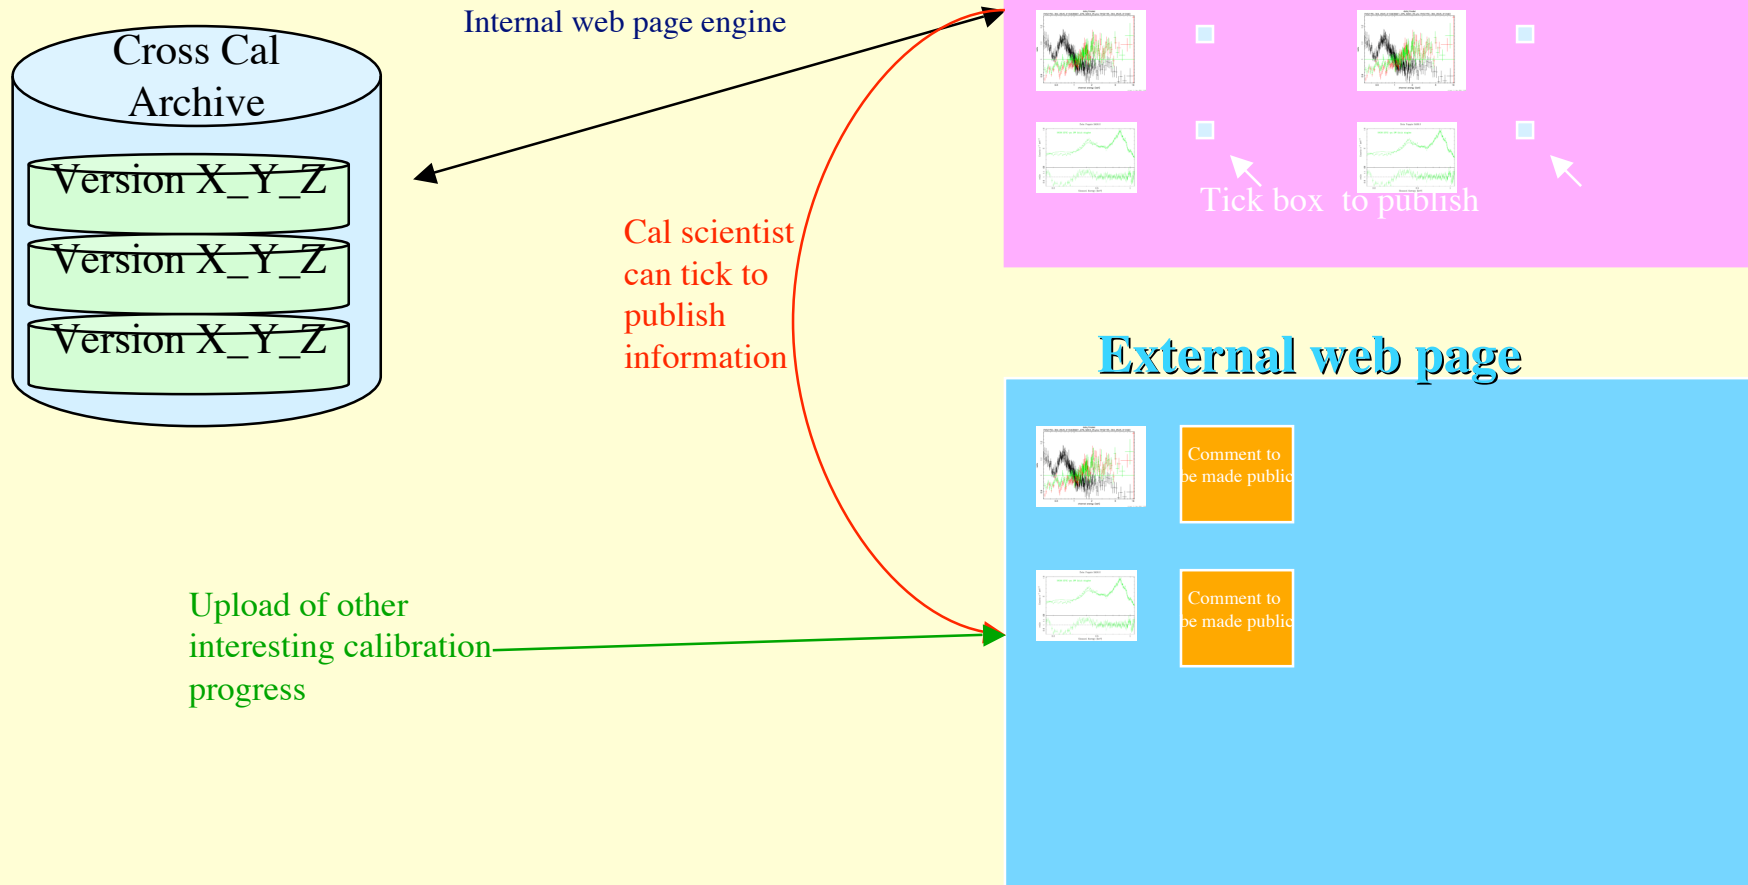 Internal web page engine
Cross Cal
Archive
Version X_Y_Z
Version X_Y_Z
Version X_Y_Z
Tick box  to publish
Cal scientist
can tick to
publish
information
External web page
Comment to
be made public
Comment to
be made public
Upload of other
interesting calibration
progress